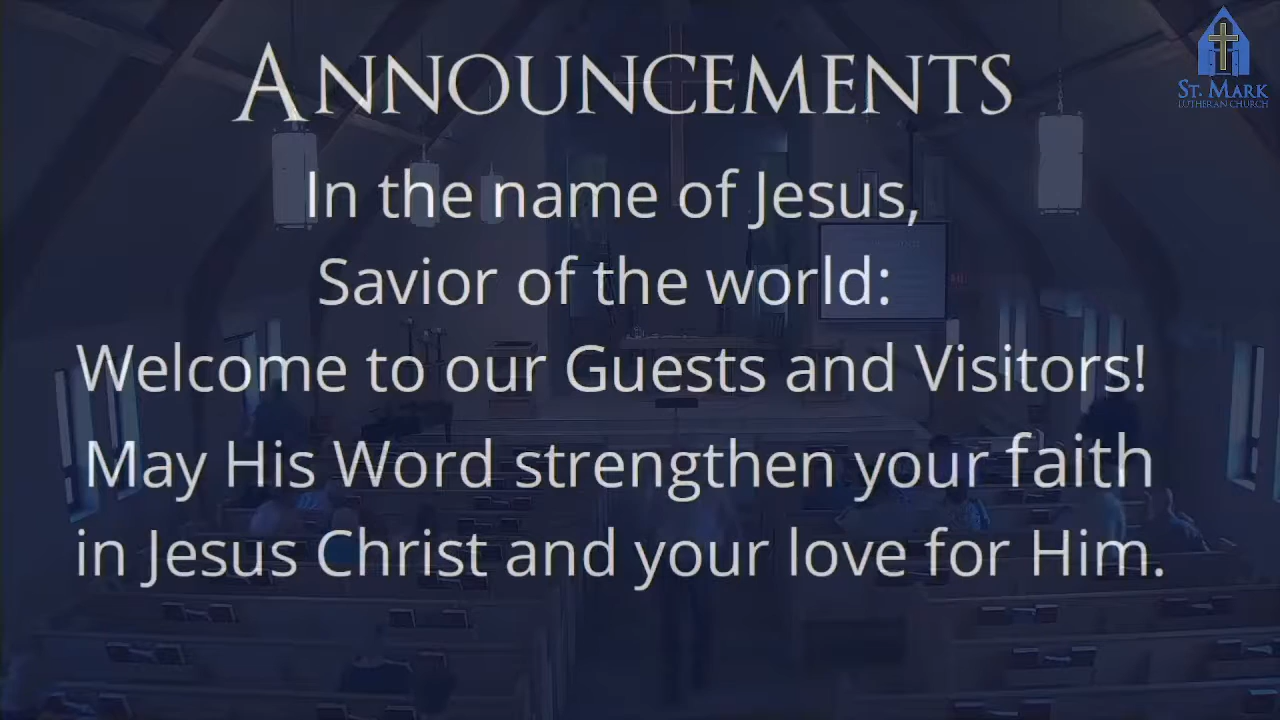 ANNOUNCEMENTS
In the name of Jesus,
Savior of the world:
Welcome to our Guests and Visitors!
May His Word strengthen your faith
in Jesus Christ and your love for Him.
ST. MARK
LUTHERAN CHURCH